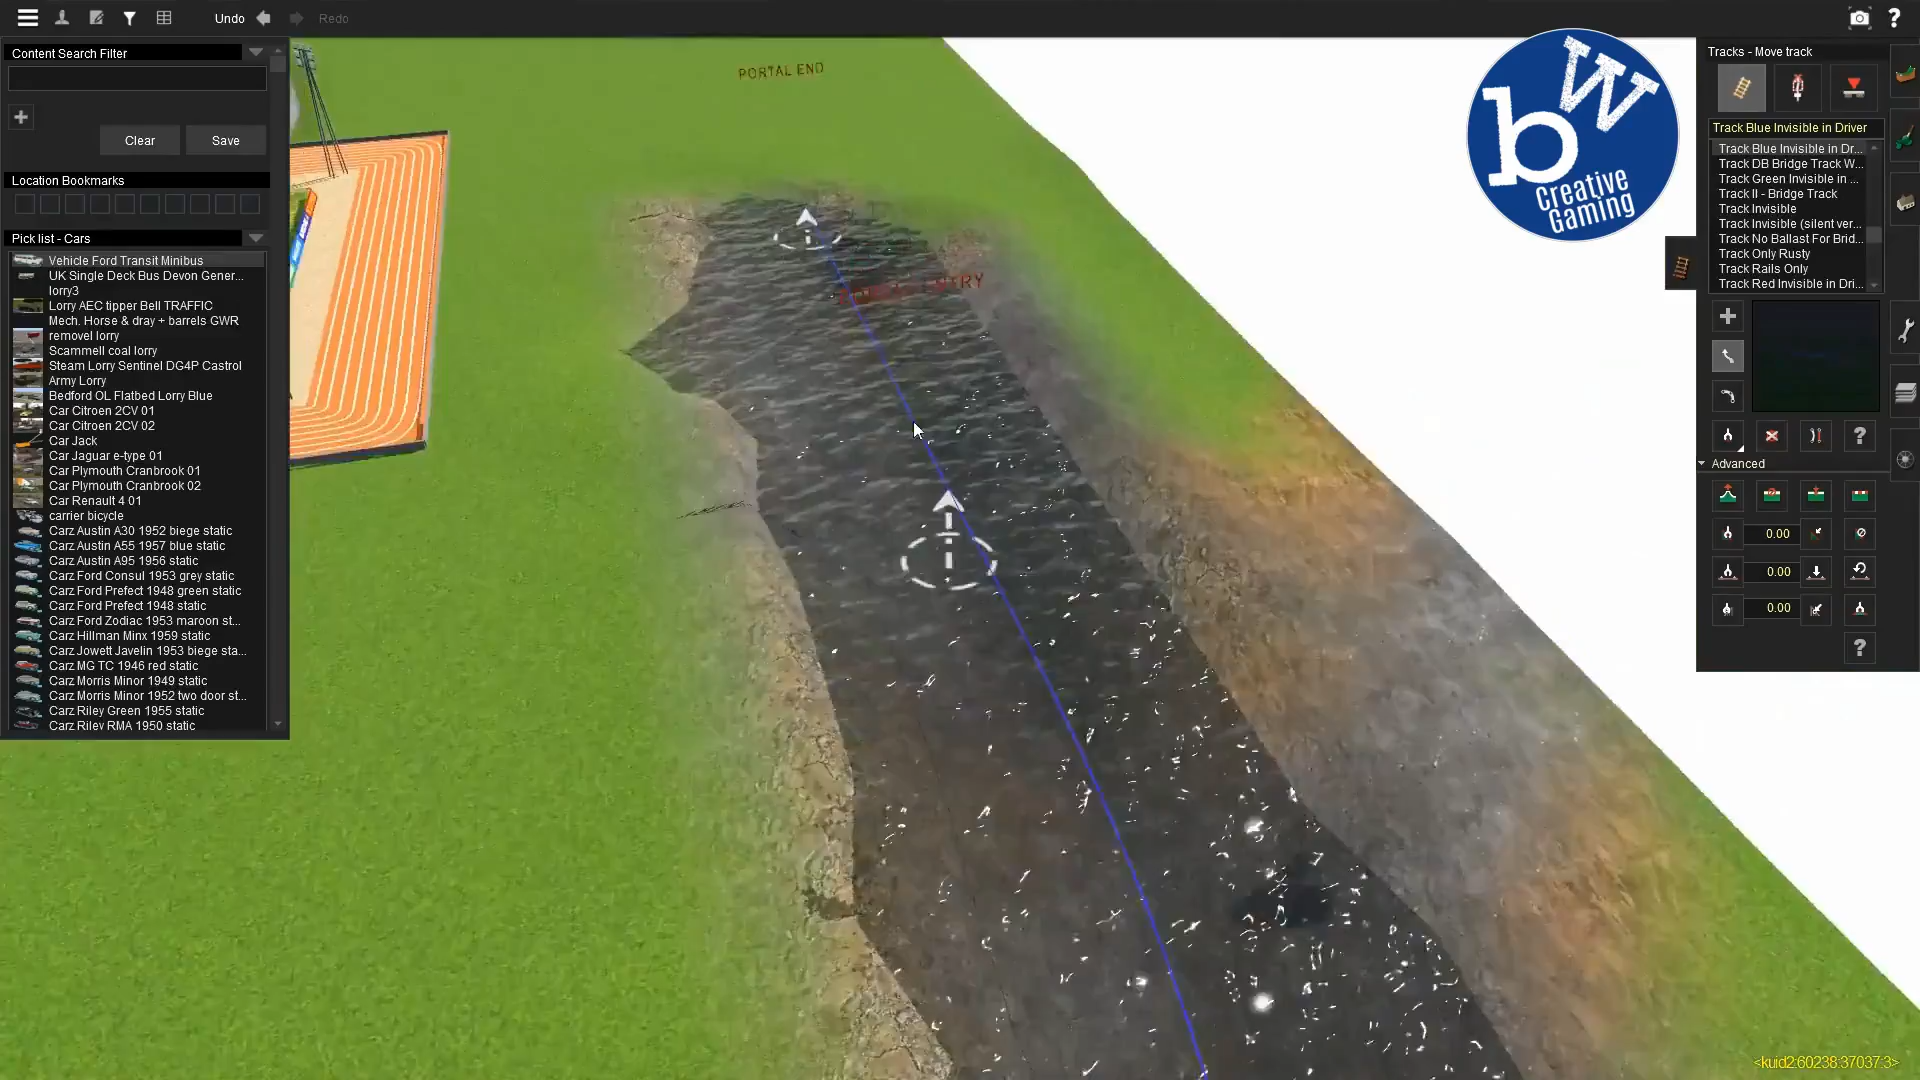 Undo
Redo
?
Content Search Filter
Clear
Save
Location Bookmarks
Pick list - Cars
Vehicle Ford Transit Minibus
UK Single Deck Bus Devon Gener...
lorry3
Lorry AEC tipper Bell TRAFFIC
Mech. Horse & dray + barrels GWR
removel lorry
Scammell coal lorry
Steam Lorry Sentinel DG4P Castrol
Army Lorry
Bedford OL Flatbed Lorry Blue
Car Citroen 2CV 01
Car Citroen 2CV 02
Car Jack
Car Jaguar e-type 01
Car Plymouth Cranbrook 01
Car Plymouth Cranbrook 02
Car Renault 4 01
carrier bicycle
Carz Austin A30 1952 biege static
Carz Austin A55 1957 blue static
Carz Austin A95 1956 static
Carz Ford Consul 1953 grey static
Carz Ford Prefect 1948 green static
Carz Ford Prefect 1948 static
Carz Ford Zodiac 1953 maroon st...
Carz Hillman Minx 1959 static
Carz Jowett Javelin 1953 biege sta...
Carz MG TC 1946 red static
Carz Morris Minor 1949 static
Carz Morris Minor 1952 two door st...
Carz Riley Green 1955 static
Carz Riley RMA 1950 static
PORTAL END
bW
Creative
Gaming
Tracks - Move track
Track Blue Invisible in Driver
Track Blue Invisible in Dr...
Track DB Bridge Track W...
Track Green Invisible in ...
Track II - Bridge Track
Track Invisible
Track Invisible (silent ver...
Track No Ballast For Brid...
Track Only Rusty
Track Rails Only
Track Red Invisible in Dri...
?
Advanced
0.00
0.00
0.00
?
<kuid2:60238:37037:3>